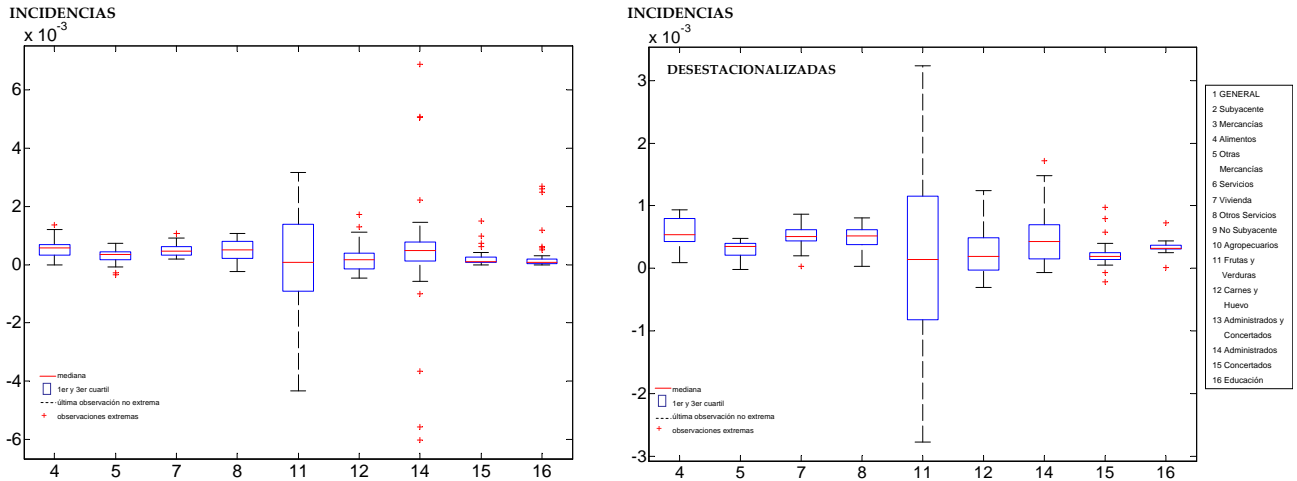 INCIDENCIAS
x 10-3
6
4
2
0
-2
-4
-6
mediana
1er y 3er cuartil
última observación no extrema
observaciones extremas
4 5 7 8 11 12 14 15 16
INCIDENCIAS
x 10-3
DESESTACIONALIZADAS
3
2
1
0
-1
-2
-3
mediana
1er y 3er cuartil
última observación no extrema
observaciones extremas
4 5 7 8 11 12 14 15 16
1 GENERAL
2 Subyacente
3 Mercancías
4 Alimentos
5 Otras
Mercancías
6 Servicios
7 Vivienda
8 Otros Servicios
9 No Subyacente
10 Agropecuarios
11 Frutas y
Verduras
12 Carnes y
Huevo
13 Administrados y
Concertados
14 Administrados
15 Concertados
16 Educación